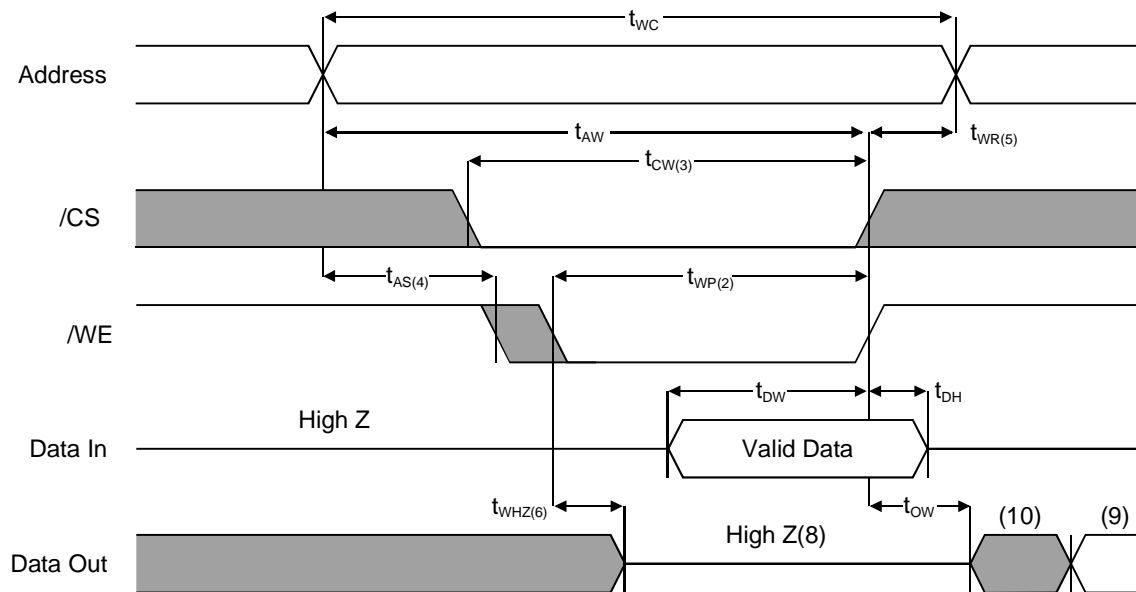 tWC
Address
tAW
tWR(5)
tCW(3)
/CS
tAS(4)
tWP(2)
/WE
tDW
tDH
High Z
Data In
Valid Data
tWHZ(6)
tOW
(10)
(9)
High Z(8)
Data Out